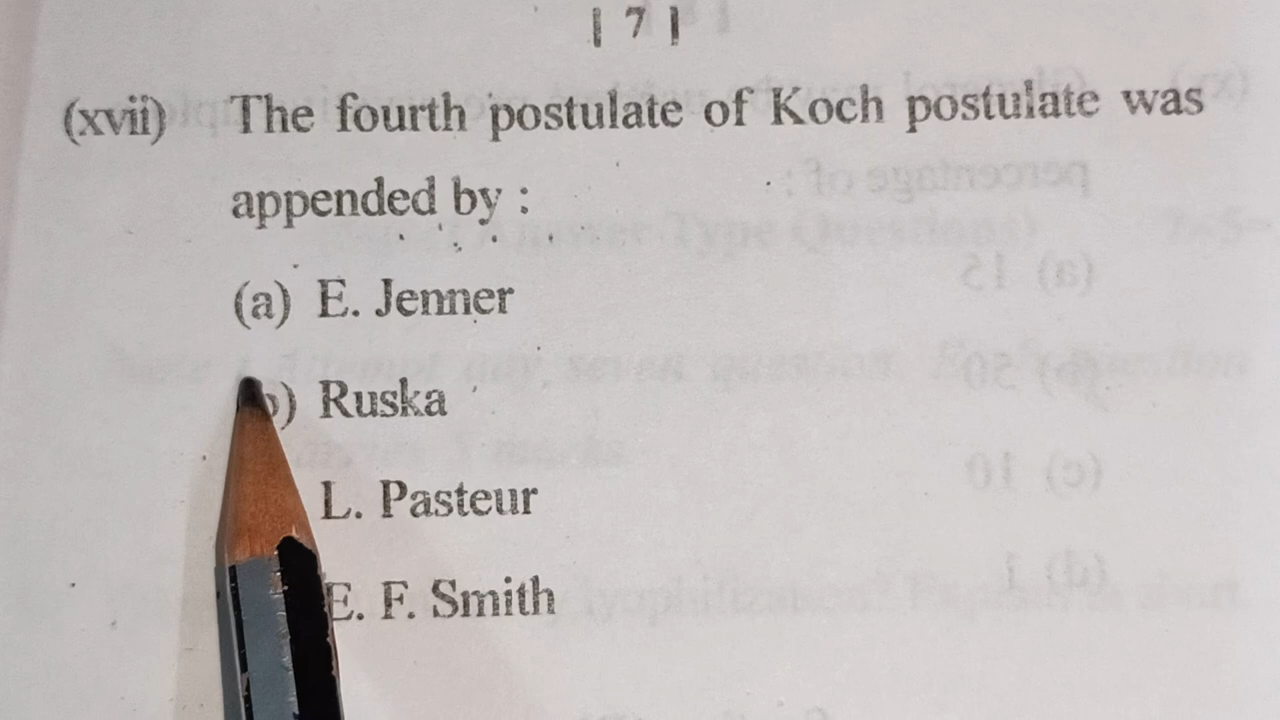 | 7 |
(xvii) The fourth postulate of Koch postulate was
appended by :
(a) E. Jenner
b) Ruska
L. Pasteur
E. F. Smith